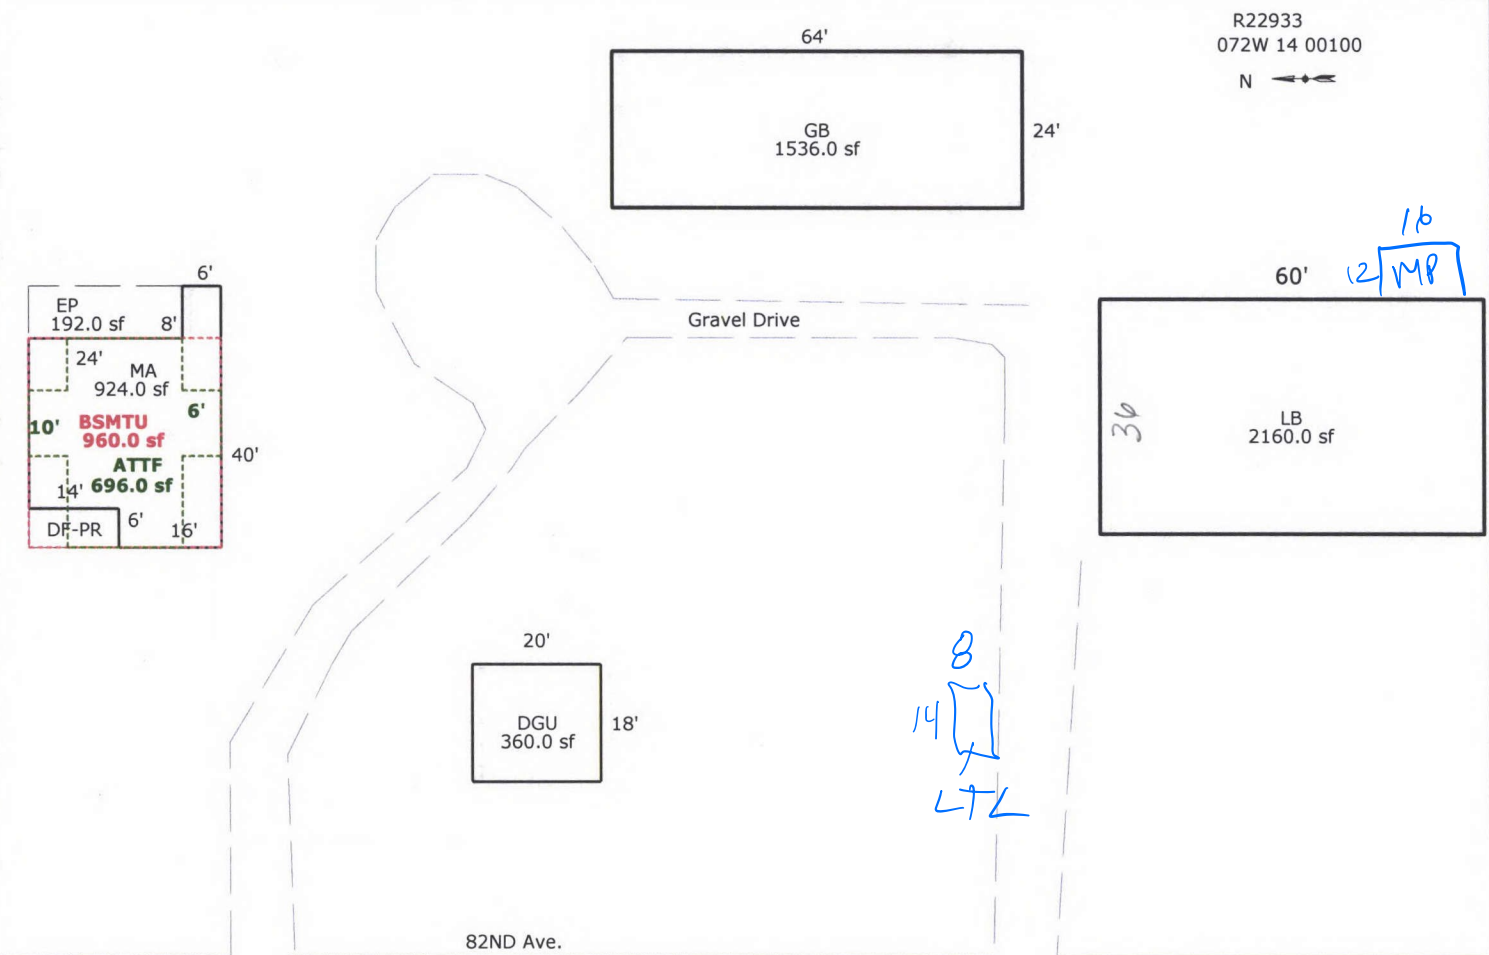 R22933
072W 14 00100
N
64'
GB
1536.0 sf
24'
16
12 MP
60'
6'
EP
192.0 sf
8'
Gravel Drive
24'
MA
924.0 sf
6'
10'
BSMTU
960.0 sf
36
LB
2160.0 sf
40'
ATTF
696.0 sf
14'
DF-PR
6'
16'
20'
8
DGU
360.0 sf
18'
14
LTL
82ND Ave.